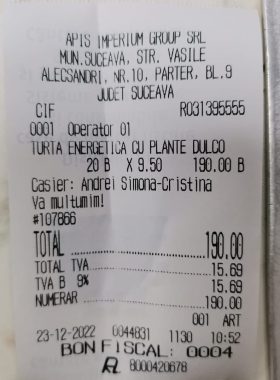 APIS IMPERIUM GROUP SRL
MUN.SUCEAVA, STR. VASILE
ALECSANDRI, NR.10, PARTER, BL.9
JUDET SUCEAVA
CIF RO31395555
0001 Operator 01
TURTA ENERGETICA CU PLANTE DULCO
20 B X 9.50 190.00 B
Casier: Andrei Simona-Cristina
Va multumim!
#107866
TOTAL 190.00
TOTAL TVA 15.69
TVA B 9% 15.69
NUMERAR 190.00
001 ART
23-12-2022 0044831 1130 10:52
BON FISCAL: 0004
8000420678